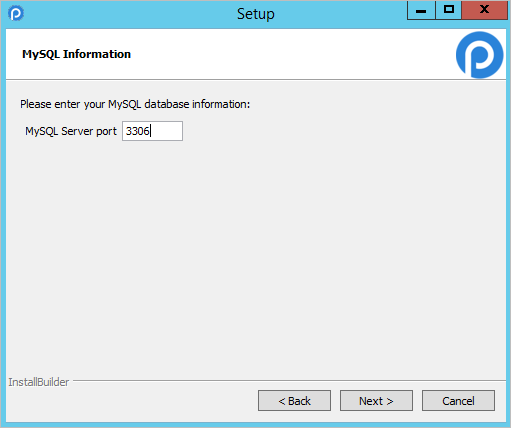 Setup
MySQL Information
Please enter your MySQL database information:
MySQL Server port 3306
InstallBuilder
< Back Next > Cancel